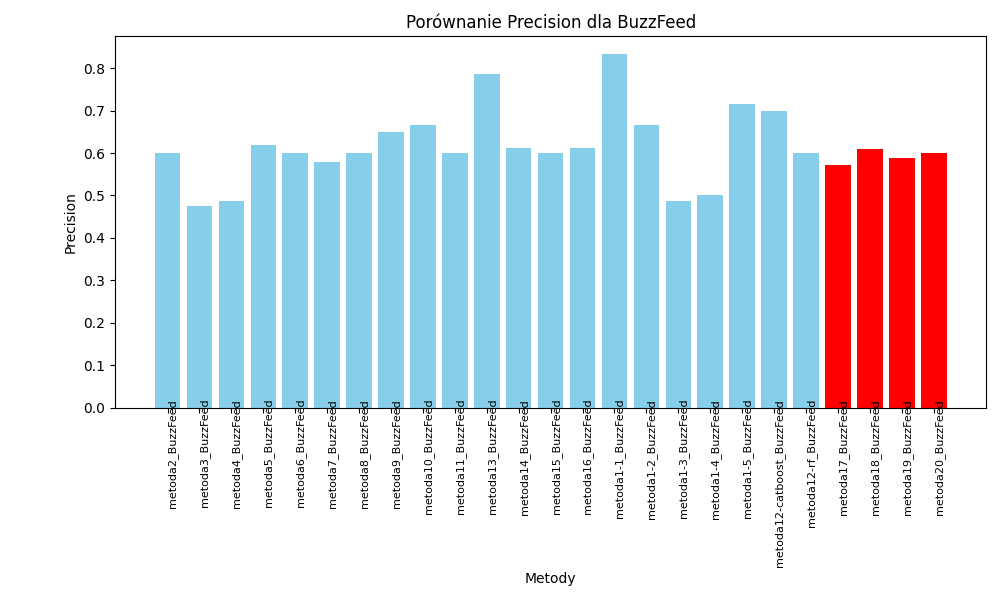 Porównanie Precision dla BuzzFeed
Precision
0.8
0.7
0.6
0.5
0.4
0.3
0.2
0.1
0.0
metoda2_BuzzFeed
metoda3_BuzzFeed
metoda4_BuzzFeed
metoda5_BuzzFeed
metoda6_BuzzFeed
metoda7_BuzzFeed
metoda8_BuzzFeed
metoda9_BuzzFeed
metoda10_BuzzFeed
metoda11_BuzzFeed
metoda13_BuzzFeed
metoda14_BuzzFeed
metoda15_BuzzFeed
metoda16_BuzzFeed
metoda1-1_BuzzFeed
metoda1-2_BuzzFeed
metoda1-3_BuzzFeed
metoda1-4_BuzzFeed
metoda1-5_BuzzFeed
metoda12-catboost_BuzzFeed
metoda12-rf_BuzzFeed
metoda17_BuzzFeed
metoda18_BuzzFeed
metoda19_BuzzFeed
metoda20_BuzzFeed
Metody